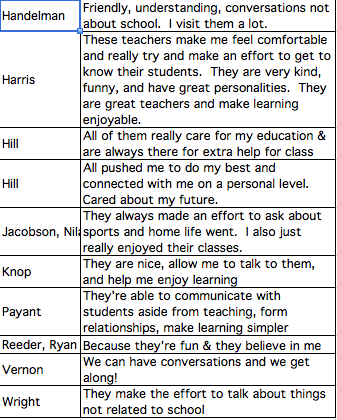 Handelman
Friendly, understanding, conversations not
about school.  I visit them a lot.
Harris
These teachers make me feel comfortable
and really try and make an effort to get to
know their students.  They are very kind,
funny, and have great personalities.  They
are great teachers and make learning
enjoyable.
Hill
All of them really care for my education &
are always there for extra help for class
Hill
All pushed me to do my best and
connected with me on a personal level.
Cared about my future.
Jacobson, Nila
They always made an effort to ask about
sports and home life went.  I also just
really enjoyed their classes.
Knop
They are nice, allow me to talk to them,
and help me enjoy learning
Payant
They're able to communicate with
students aside from teaching, form
relationships, make learning simpler
Reeder, Ryan
Because they're fun & they believe in me
Vernon
We can have conversations and we get
along!
Wright
They make the effort to talk about things
not related to school